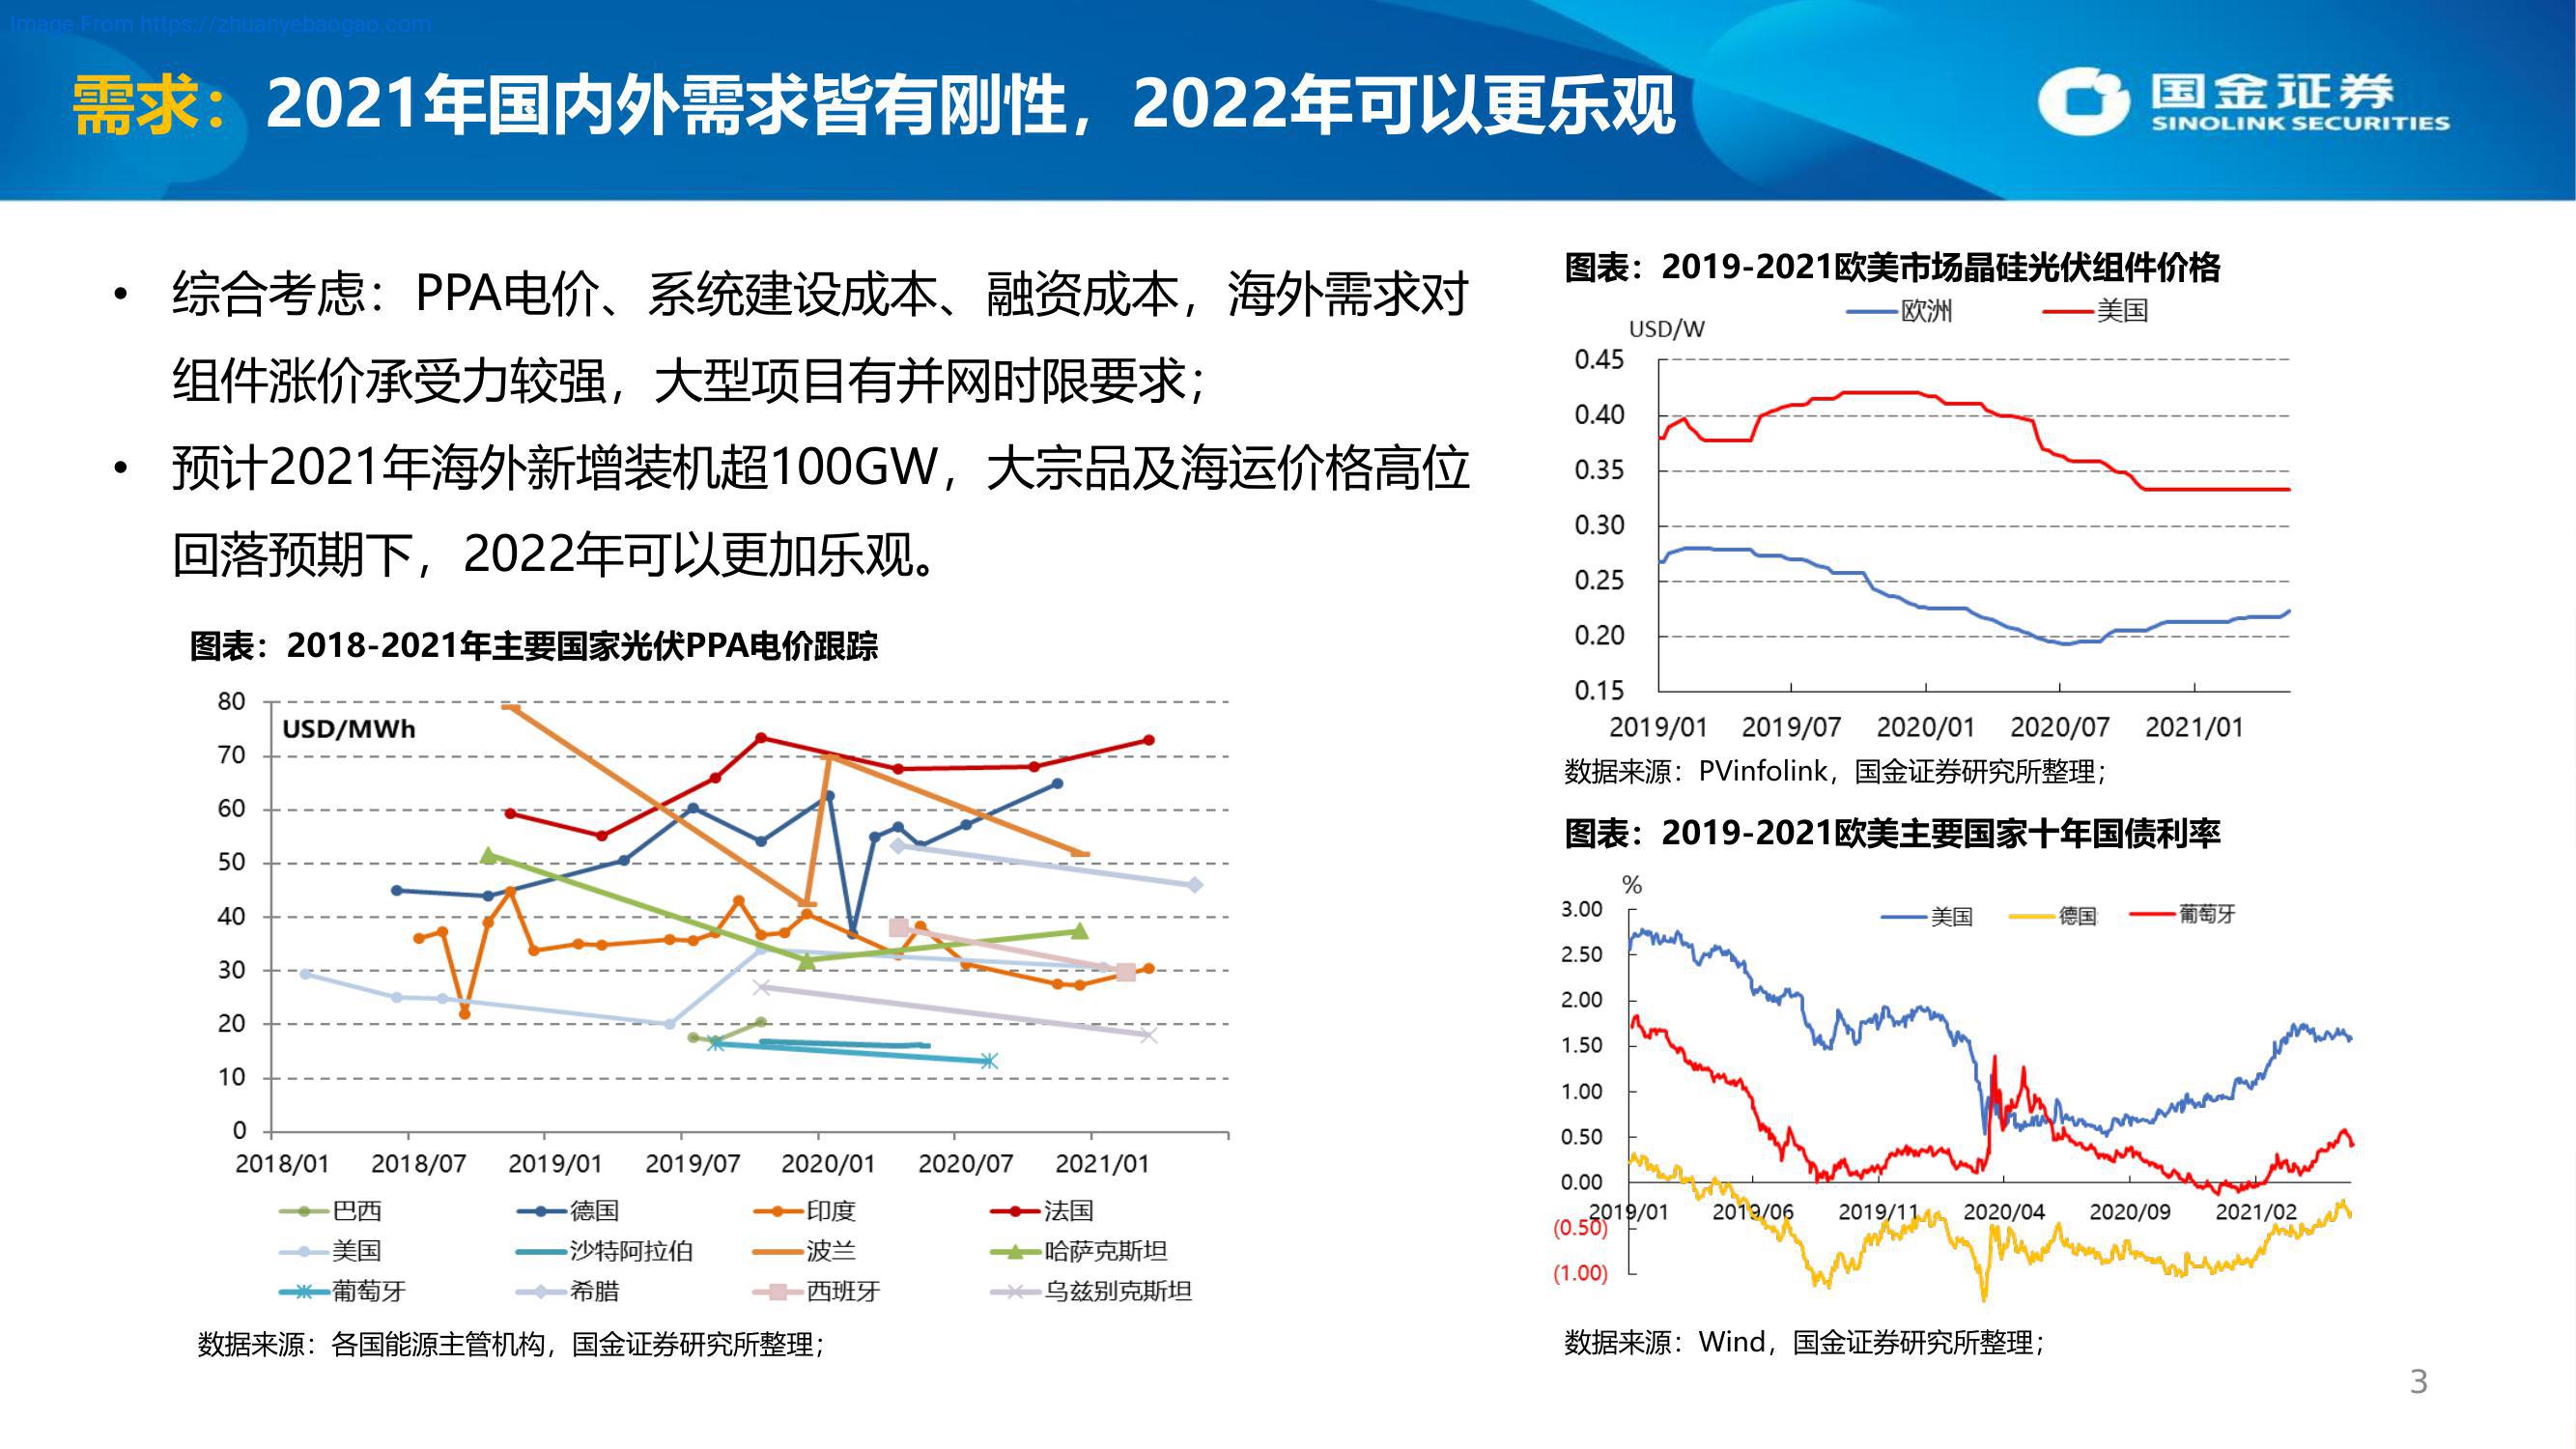 Image From https://zhuanyebaogao.com
需求：2021年国内外需求皆有刚性，2022年可以更乐观
国金证券
SINOLINK SECURITIES
• 综合考虑：PPA电价、系统建设成本、融资成本，海外需求对
组件涨价承受力较强，大型项目有并网时限要求；
• 预计2021年海外新增装机超100GW，大宗品及海运价格高位
回落预期下，2022年可以更加乐观。
图表：2018-2021年主要国家光伏PPA电价跟踪
USD/MWh
80
70
60
50
40
30
20
10
0
2018/01 2018/07 2019/01 2019/07 2020/01 2020/07 2021/01
巴西 德国 印度 法国
美国 沙特阿拉伯 波兰 哈萨克斯坦
葡萄牙 希腊 西班牙 乌兹别克斯坦
数据来源：各国能源主管机构，国金证券研究所整理；
图表：2019-2021欧美市场晶硅光伏组件价格
欧洲 美国
USD/W
0.45
0.40
0.35
0.30
0.25
0.20
0.15
2019/01 2019/07 2020/01 2020/07 2021/01
数据来源：PVinfolink，国金证券研究所整理；
图表：2019-2021欧美主要国家十年国债利率
%
美国 德国 葡萄牙
3.00
2.50
2.00
1.50
1.00
0.50
0.00
2019/01 2019/06 2019/11 2020/04 2020/09 2021/02
(0.50)
(1.00)
数据来源：Wind，国金证券研究所整理；
3